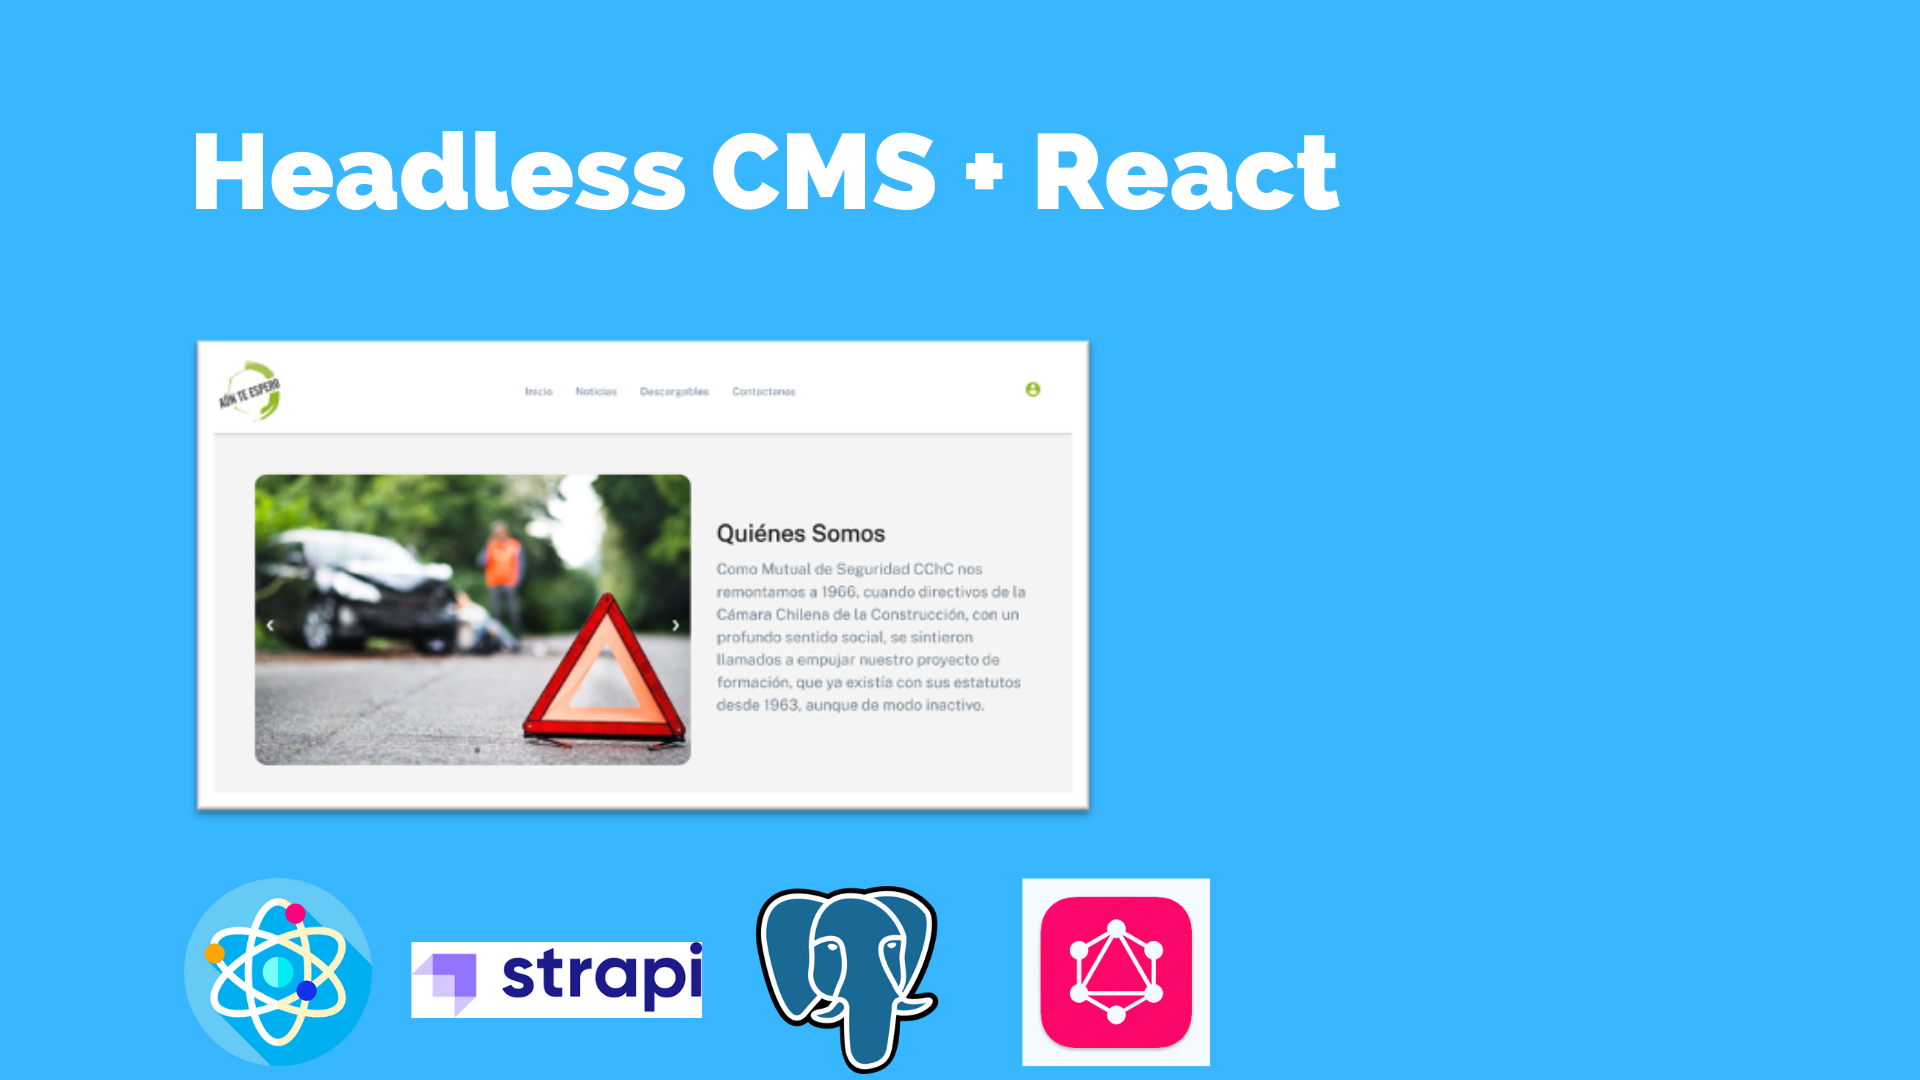 Headless CMS + React
AÚN TE ESPERO
Inicio Noticias Descargables Contactanos
Quiénes Somos
Como Mutual de Seguridad CChC nos
remontamos a 1966, cuando directivos de la
Cámara Chilena de la Construcción, con un
profundo sentido social, se sintieron
llamados a empujar nuestro proyecto de
formación, que ya existía con sus estatutos
desde 1963, aunque de modo inactivo.
strapi